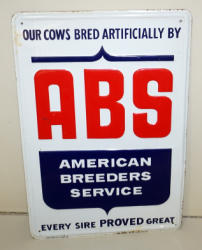 OUR COWS BRED ARTIFICIALLY BY
ABS
AMERICAN
BREEDERS
SERVICE
EVERY SIRE PROVED GREAT